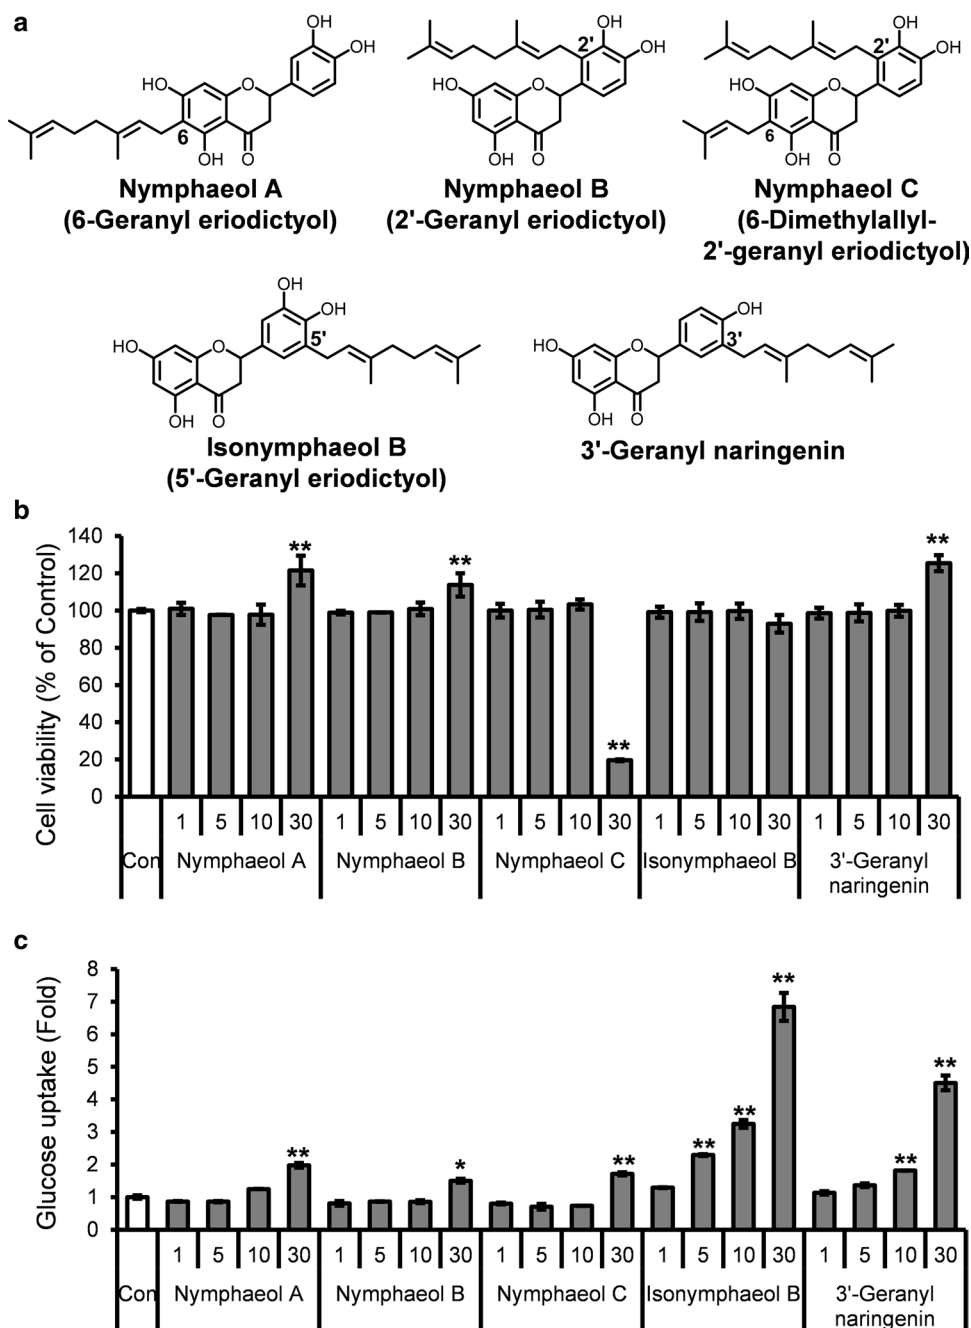 a
OH
OH
HO
O
6
OH
O
Nymphaeol A
(6-Geranyl eriodictyol)
OH
2'
OH
HO
O
OH
O
Nymphaeol B
(2'-Geranyl eriodictyol)
OH
2'
OH
HO
O
6
OH
O
Nymphaeol C
(6-Dimethylallyl-
2'-geranyl eriodictyol)
OH
OH
5'
HO
O
OH
O
Isonymphaeol B
(5'-Geranyl eriodictyol)
OH
3'
HO
O
OH
O
3'-Geranyl naringenin
b
Cell viability (% of Control)
140
120
100
80
60
40
20
0
** ** ** **
1 5 10 30 1 5 10 30 1 5 10 30 1 5 10 30 1 5 10 30
Con Nymphaeol A Nymphaeol B Nymphaeol C Isonymphaeol B 3'-Geranyl
naringenin
c
Glucose uptake (Fold)
8
7
6
5
4
3
2
1
0
** * ** ** ** ** ** **
1 5 10 30 1 5 10 30 1 5 10 30 1 5 10 30 1 5 10 30
Con Nymphaeol A Nymphaeol B Nymphaeol C Isonymphaeol B 3'-Geranyl
naringenin